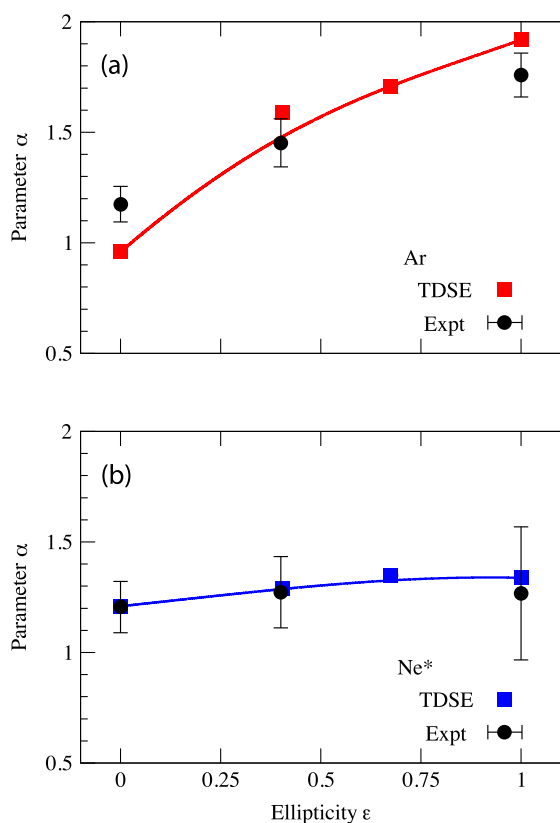 2
(a)
1.5
Parameter α
1
Ar
TDSE
Expt
0.5
2
(b)
1.5
Parameter α
1
Ne*
TDSE
Expt
0.5
0 0.25 0.5 0.75 1
Ellipticity ε